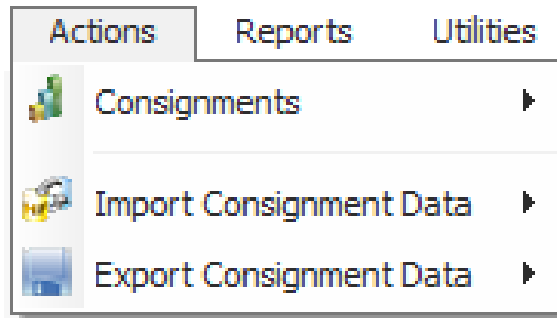 Actions Reports Utilities
Consignments
Import Consignment Data
Export Consignment Data